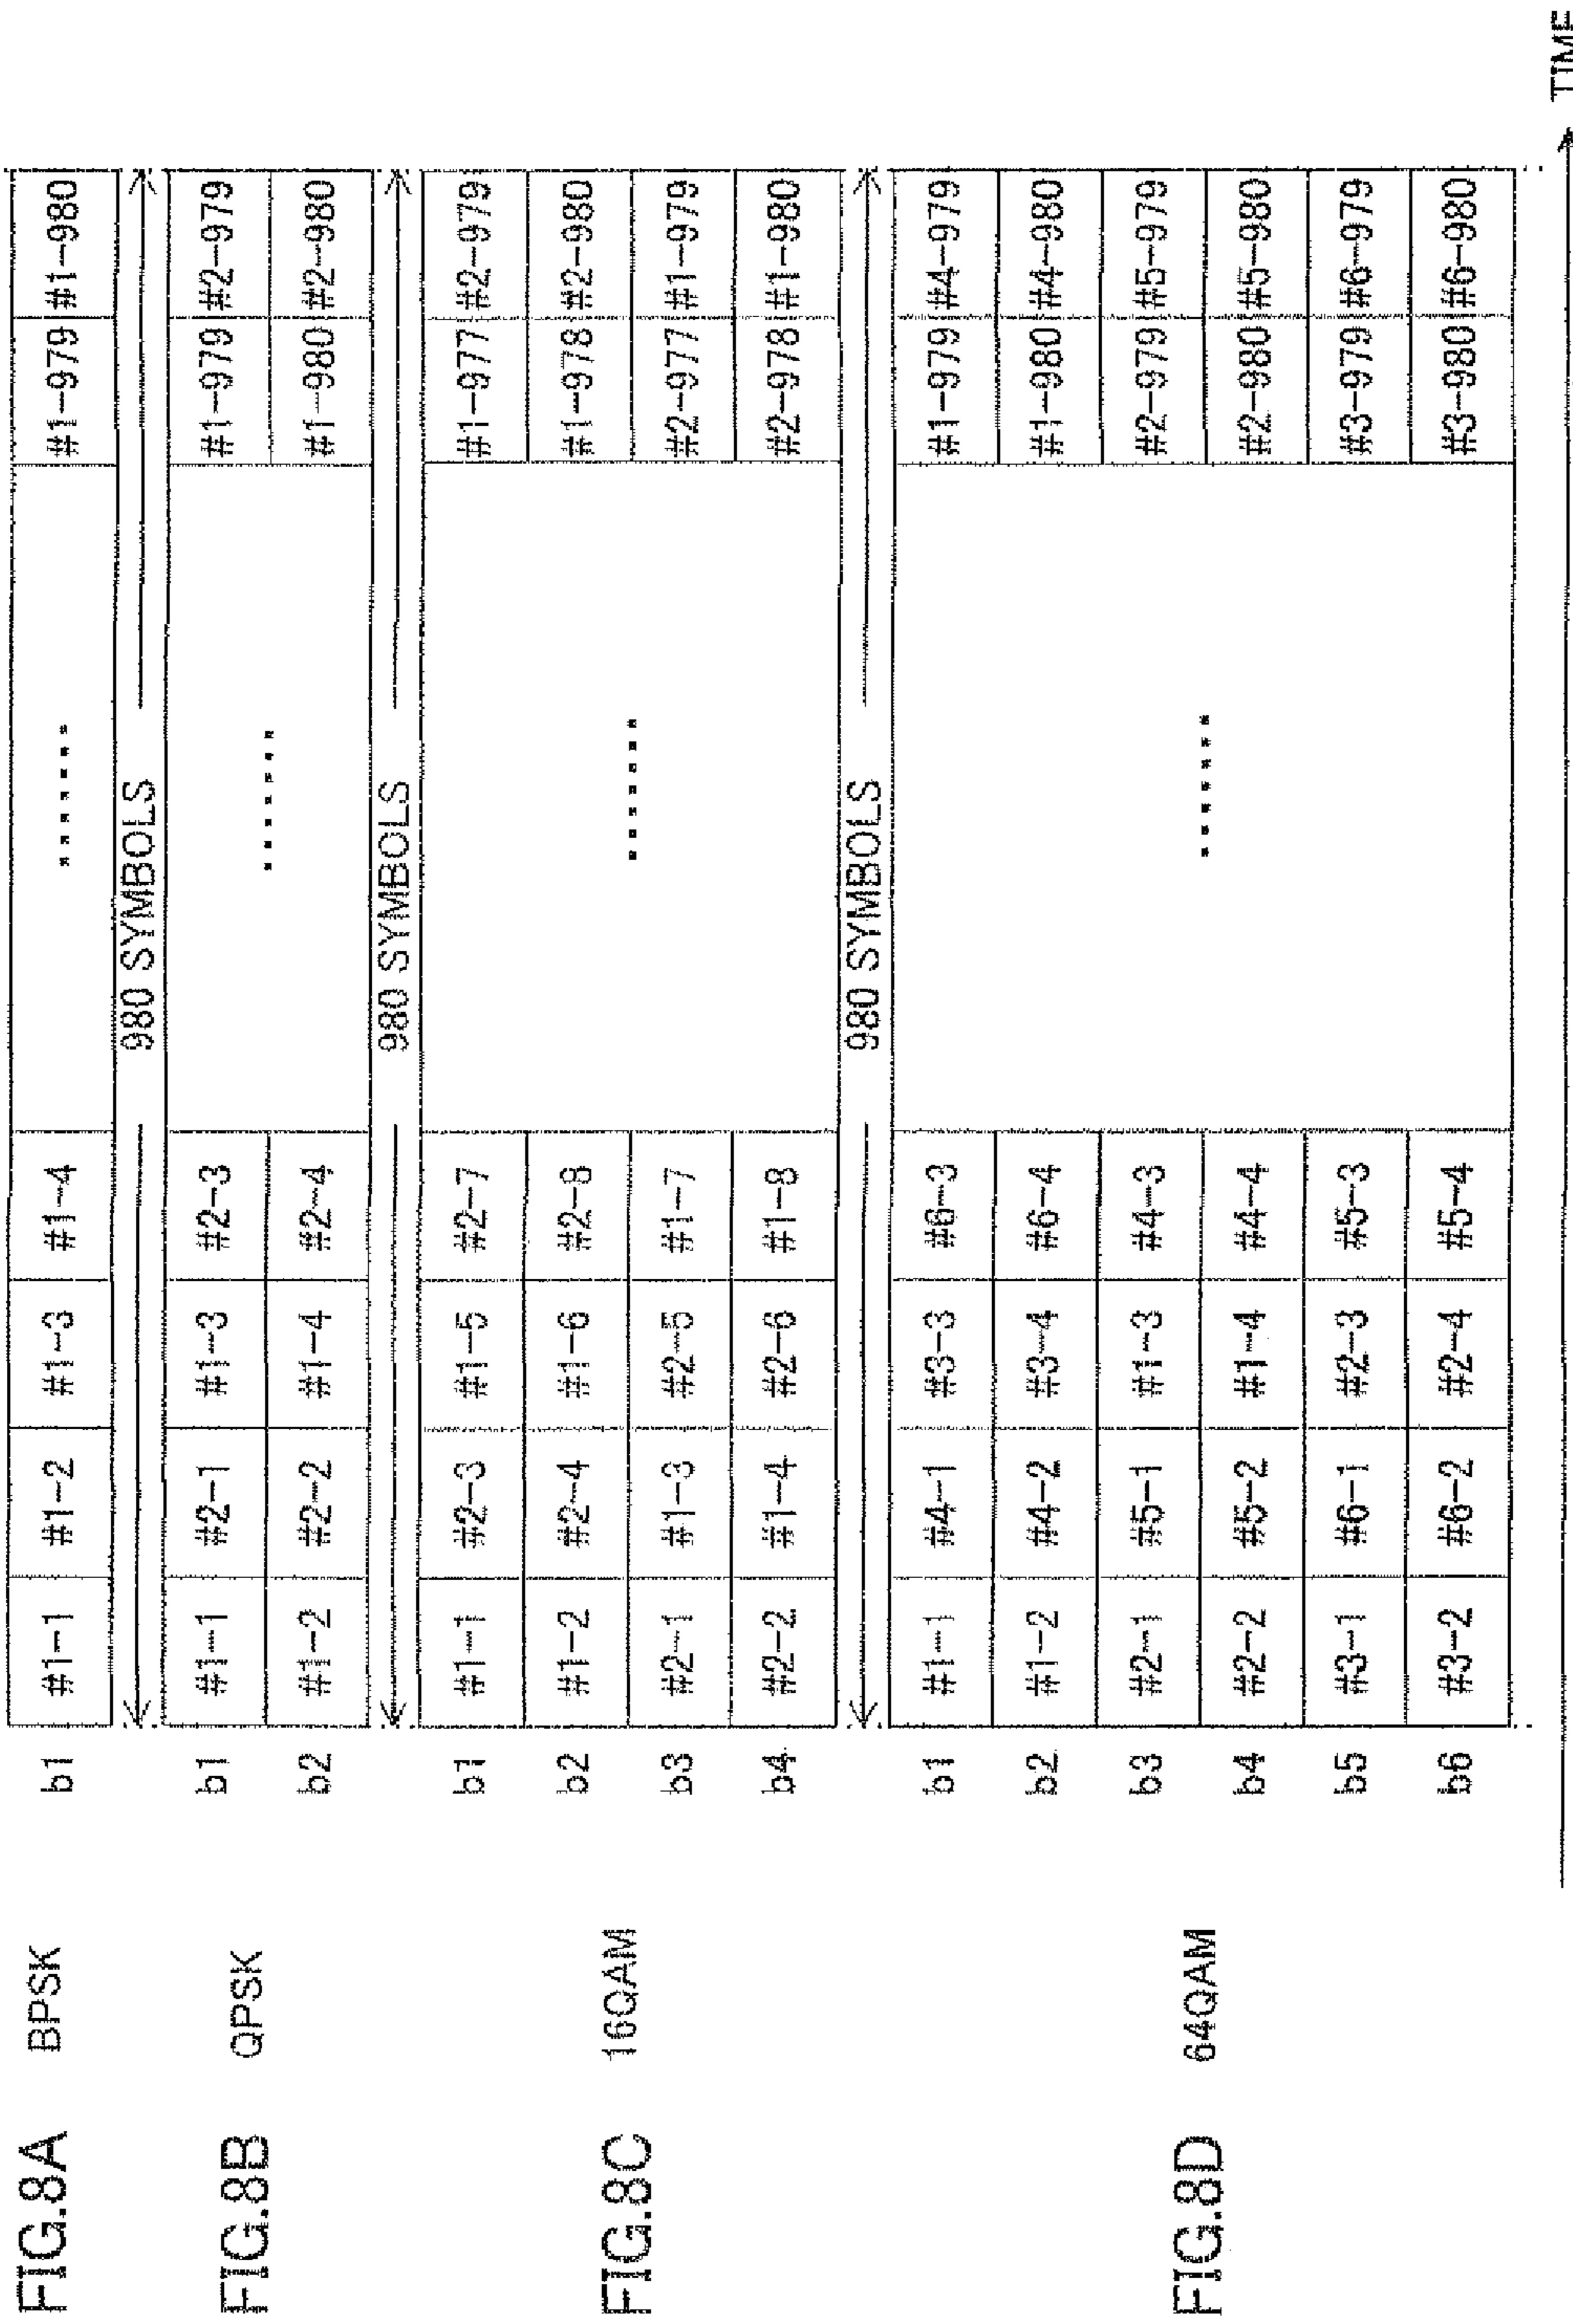 FIG.8A BPSK
b1 #1-1 #1-2 #1-3 #1-4 ...... #1-979 #1-980
980 SYMBOLS
FIG.8B QPSK
b1 #1-1 #2-1 #1-3 #2-3 ...... #1-979 #2-979
b2 #1-2 #2-2 #1-4 #2-4 #1-980 #2-980
980 SYMBOLS
FIG.8C 16QAM
b1 #1-1 #2-3 #1-5 #2-7 ...... #1-977 #2-979
b2 #1-2 #2-4 #1-6 #2-8 #1-978 #2-980
b3 #2-1 #1-3 #2-5 #1-7 #2-977 #1-979
b4 #2-2 #1-4 #2-6 #1-8 #2-978 #1-980
980 SYMBOLS
FIG.8D 64QAM
b1 #1-1 #4-1 #3-3 #6-3 ...... #1-979 #4-979
b2 #1-2 #4-2 #3-4 #6-4 #1-980 #4-980
b3 #2-1 #5-1 #1-3 #4-3 #2-979 #5-979
b4 #2-2 #5-2 #1-4 #4-4 #2-980 #5-980
b5 #3-1 #6-1 #2-3 #5-3 #3-979 #6-979
b6 #3-2 #6-2 #2-4 #5-4 #3-980 #6-980
TIME